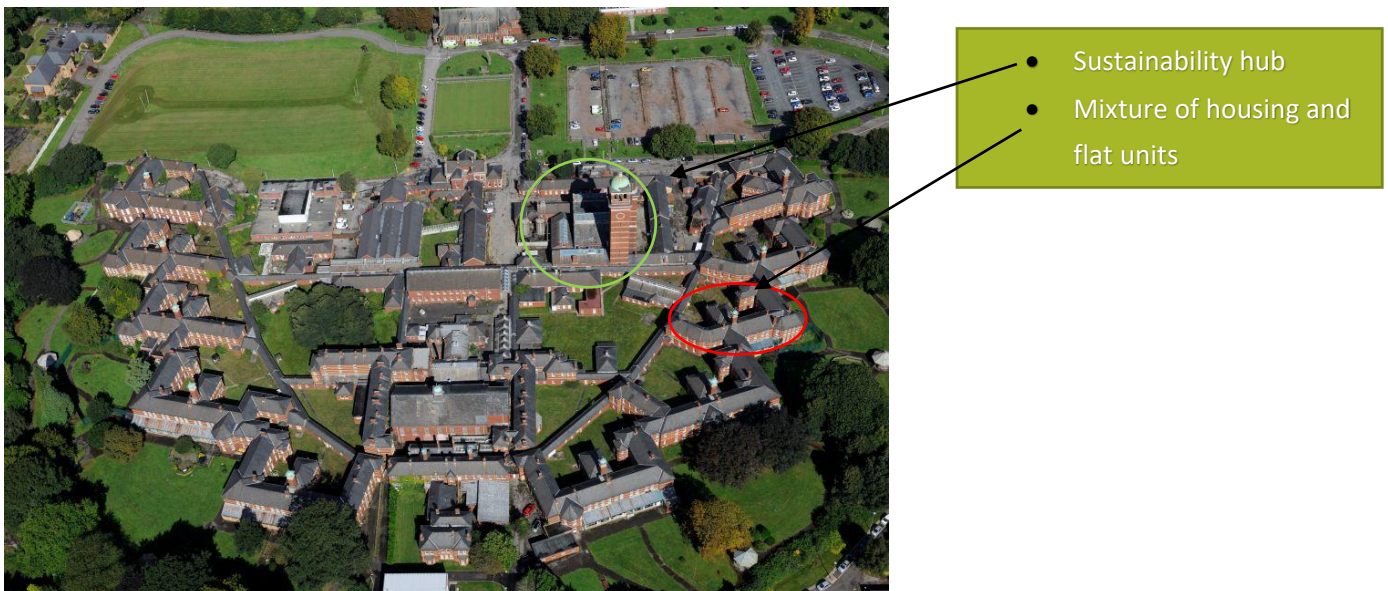 • Sustainability hub
• Mixture of housing and
flat units